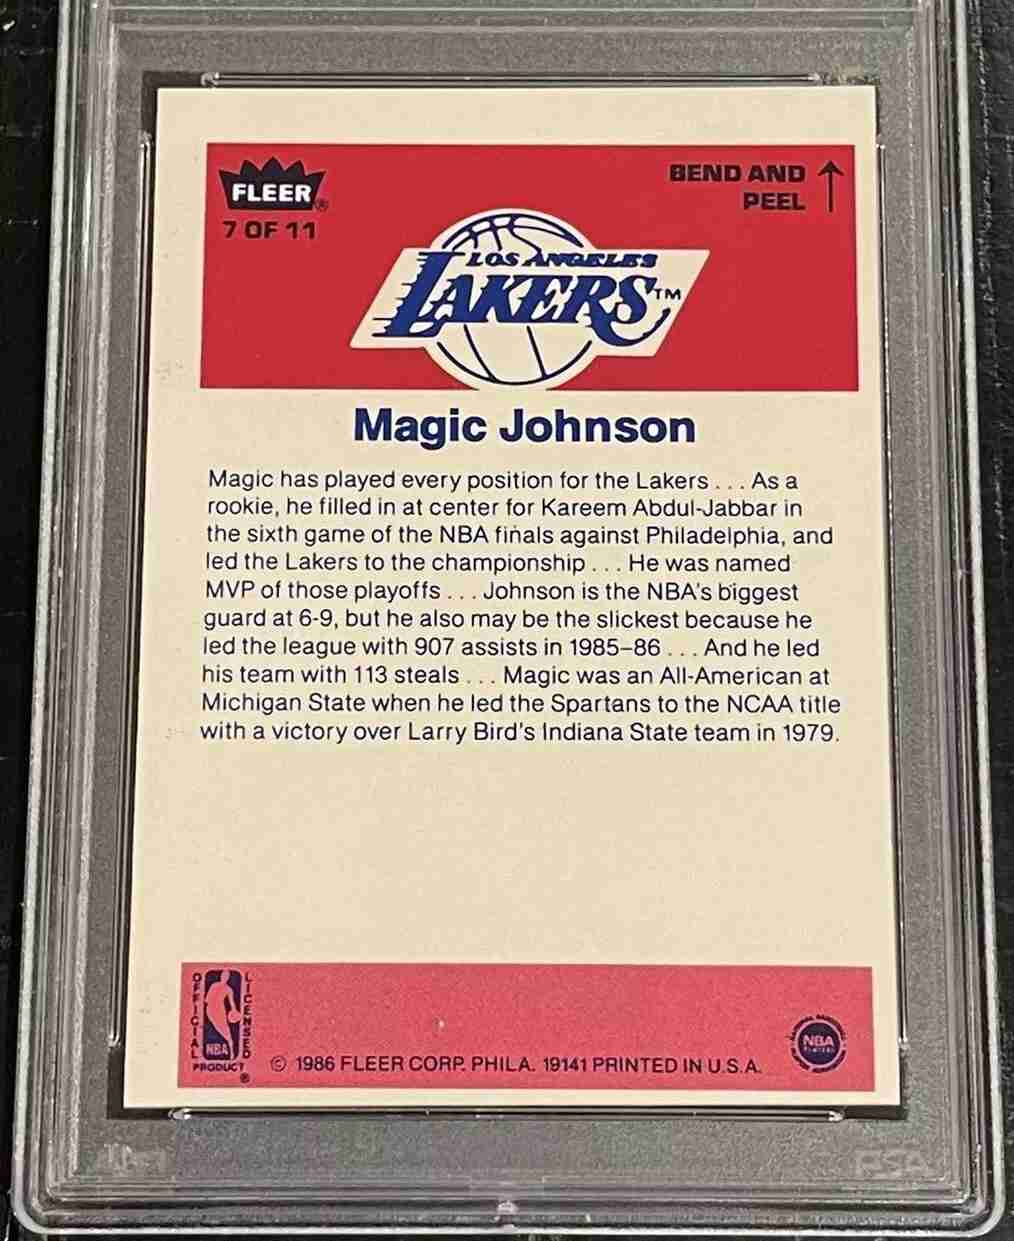 FLEER®
7 OF 11
BEND AND
PEEL
LOS ANGELES
LAKERS™
Magic Johnson
Magic has played every position for the Lakers . . . As a
rookie, he filled in at center for Kareem Abdul-Jabbar in
the sixth game of the NBA finals against Philadelphia, and
led the Lakers to the championship . . . He was named
MVP of those playoffs . . . Johnson is the NBA's biggest
guard at 6-9, but he also may be the slickest because he
led the league with 907 assists in 1985–86 . . . And he led
his team with 113 steals . . . Magic was an All-American at
Michigan State when he led the Spartans to the NCAA title
with a victory over Larry Bird's Indiana State team in 1979.
OFFICIAL
LICENSED
NBA
PRODUCT®
© 1986 FLEER CORP. PHILA. 19141 PRINTED IN U.S.A.
NBA
PSA